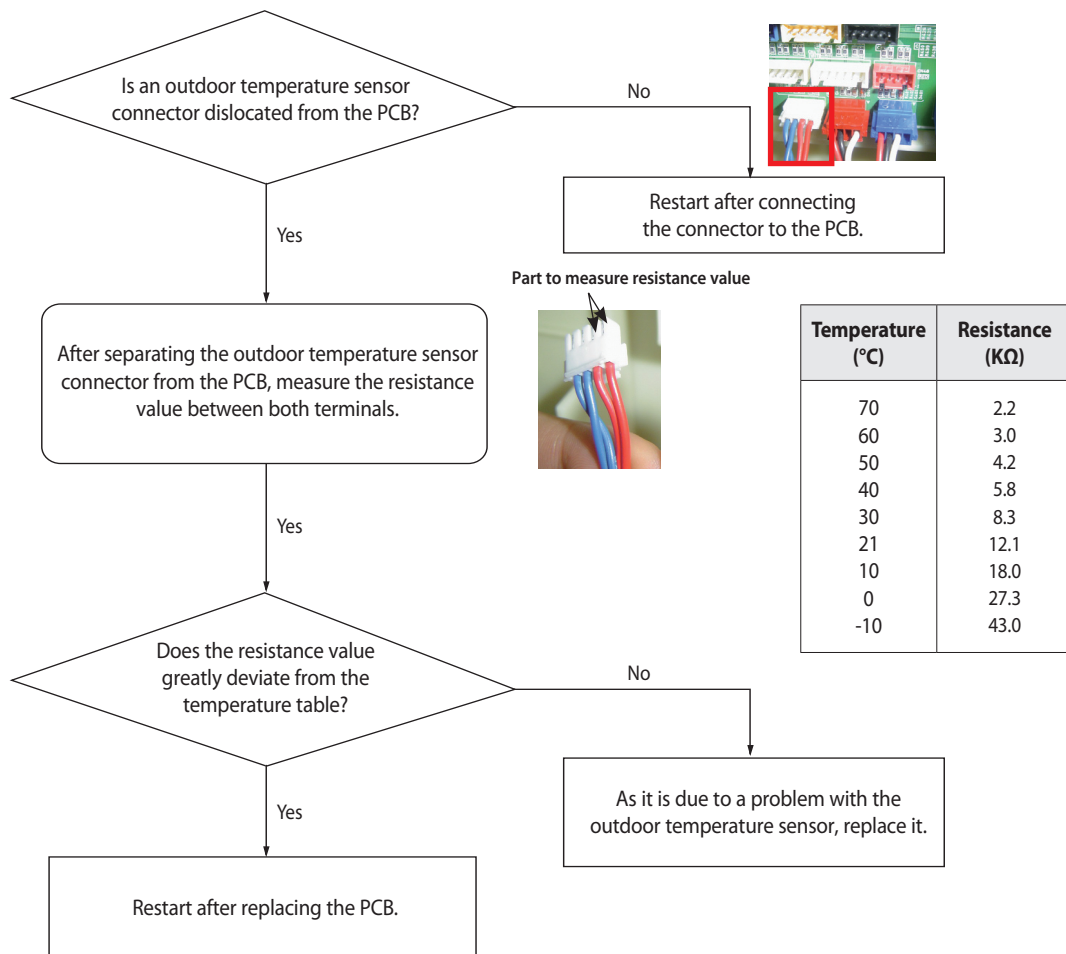 Is an outdoor temperature sensor
connector dislocated from the PCB?
No
Restart after connecting
the connector to the PCB.
Yes
Part to measure resistance value
After separating the outdoor temperature sensor
connector from the PCB, measure the resistance
value between both terminals.
Temperature Resistance
(°C) (KΩ)
70 2.2
60 3.0
50 4.2
40 5.8
30 8.3
21 12.1
10 18.0
0 27.3
-10 43.0
Yes
Does the resistance value
greatly deviate from the
temperature table?
No
As it is due to a problem with the
outdoor temperature sensor, replace it.
Yes
Restart after replacing the PCB.